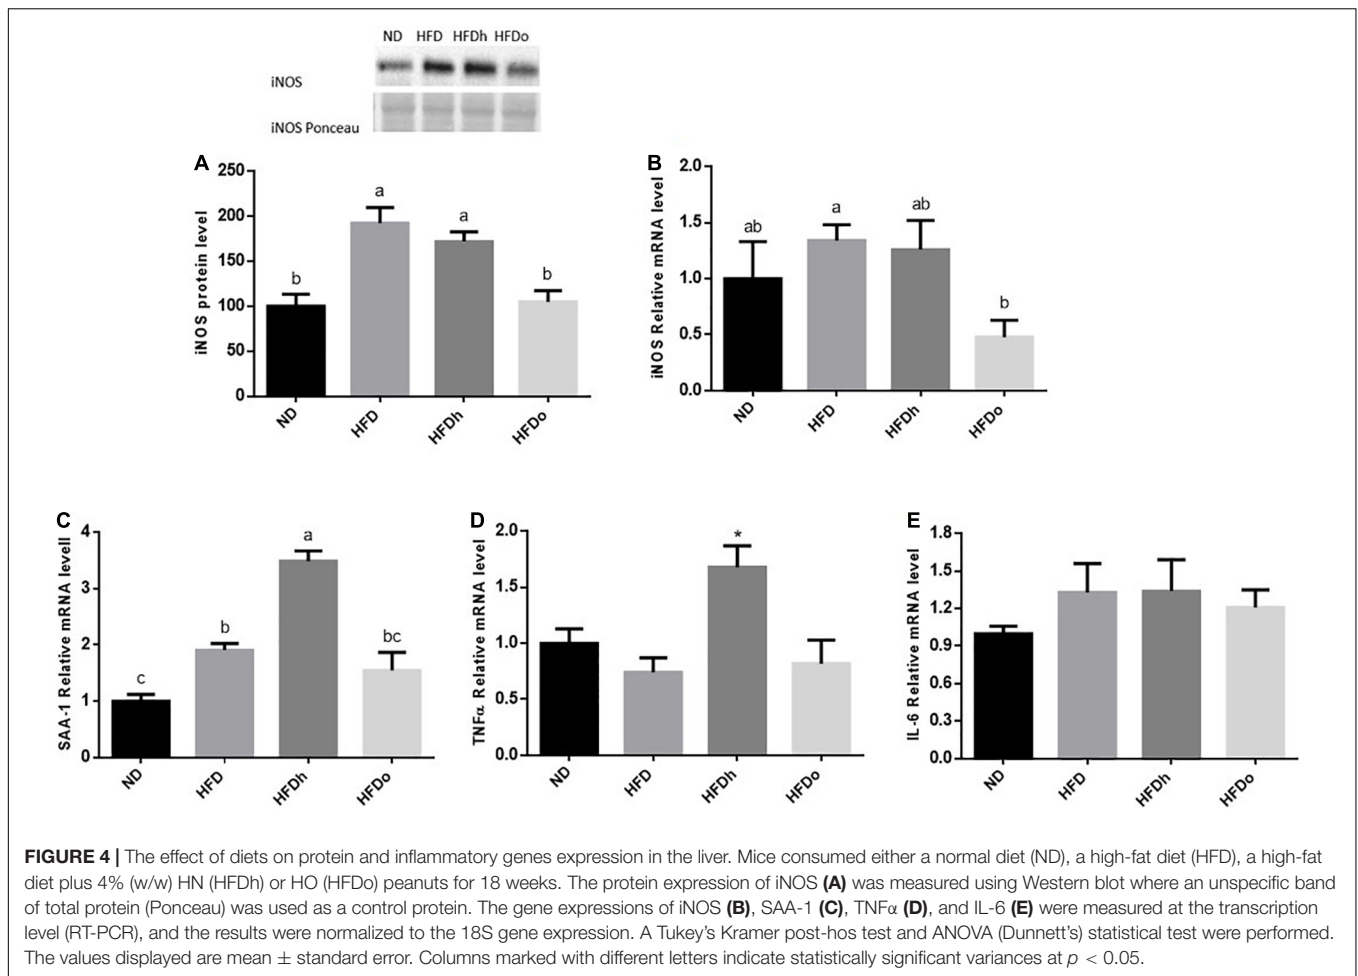 ND HFD HFDh HFDo
iNOS
iNOS Ponceau
A
iNOS protein level
250
200
150
100
50
0
b
a
a
b
ND
HFD
HFDh
HFDo
B
iNOS Relative mRNA level
2.0
1.5
1.0
0.5
0.0
ab
a
ab
b
ND
HFD
HFDh
HFDo
C
SAA-1 Relative mRNA levell
4
3
2
1
0
c
b
a
bc
ND
HFD
HFDh
HFDo
D
TNFα Relative mRNA level
2.0
1.5
1.0
0.5
0.0
*
ND
HFD
HFDh
HFDo
E
IL-6 Relative mRNA level
1.8
1.5
1.2
0.9
0.6
0.3
0.0
ND
HFD
HFDh
HFDo
FIGURE 4 | The effect of diets on protein and inflammatory genes expression in the liver. Mice consumed either a normal diet (ND), a high-fat diet (HFD), a high-fat
diet plus 4% (w/w) HN (HFDh) or HO (HFDo) peanuts for 18 weeks. The protein expression of iNOS (A) was measured using Western blot where an unspecific band
of total protein (Ponceau) was used as a control protein. The gene expressions of iNOS (B), SAA-1 (C), TNFα (D), and IL-6 (E) were measured at the transcription
level (RT-PCR), and the results were normalized to the 18S gene expression. A Tukey's Kramer post-hos test and ANOVA (Dunnett's) statistical test were performed.
The values displayed are mean ± standard error. Columns marked with different letters indicate statistically significant variances at p < 0.05.